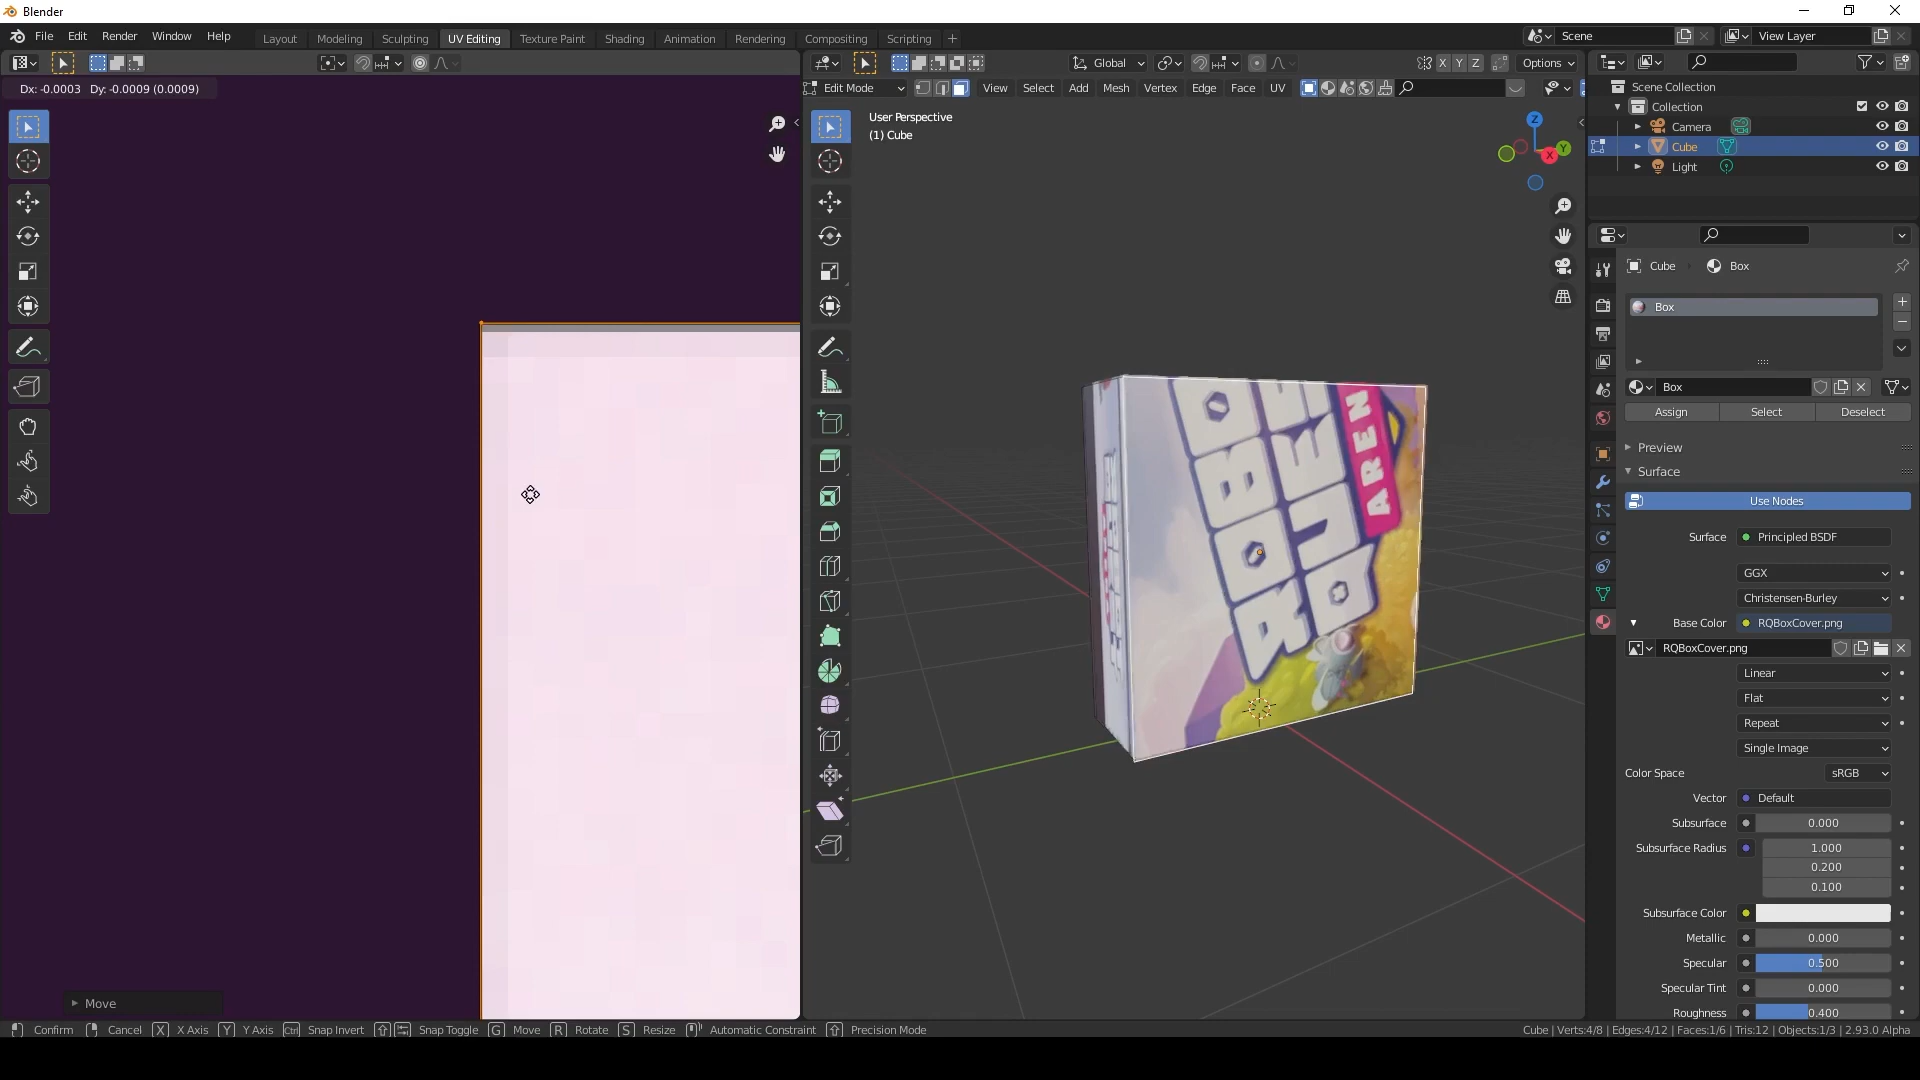 Blender
File Edit Render Window Help
Layout Modeling Sculpting UV Editing Texture Paint Shading Animation Rendering Compositing Scripting
Scene
View Layer
Global
X Y Z
Options
Dx: -0.0003 Dy: -0.0009 (0.0009)
Edit Mode
View Select Add Mesh Vertex Edge Face UV
User Perspective
(1) Cube
Z
Y
X
Scene Collection
Collection
Camera
Cube
Light
Cube
Box
Box
Box
Assign
Select
Deselect
Preview
Surface
Use Nodes
Surface
Principled BSDF
GGX
Christensen-Burley
Base Color
RQBoxCover.png
RQBoxCover.png
Linear
Flat
Repeat
Single Image
Color Space
sRGB
Vector
Default
Subsurface
0.000
Subsurface Radius
1.000
0.200
0.100
Subsurface Color
Metallic
0.000
Specular
0.500
Specular Tint
0.000
Roughness
0.400
ROBO
AREN
Move
Confirm
Cancel
X X Axis
Y Y Axis
Ctrl Snap Invert
Snap Toggle
G Move
R Rotate
S Resize
Automatic Constraint
Precision Mode
Cube | Verts:4/8 | Edges:4/12 | Faces:1/6 | Tris:12 | Objects:1/3 | 2.93.0 Alpha